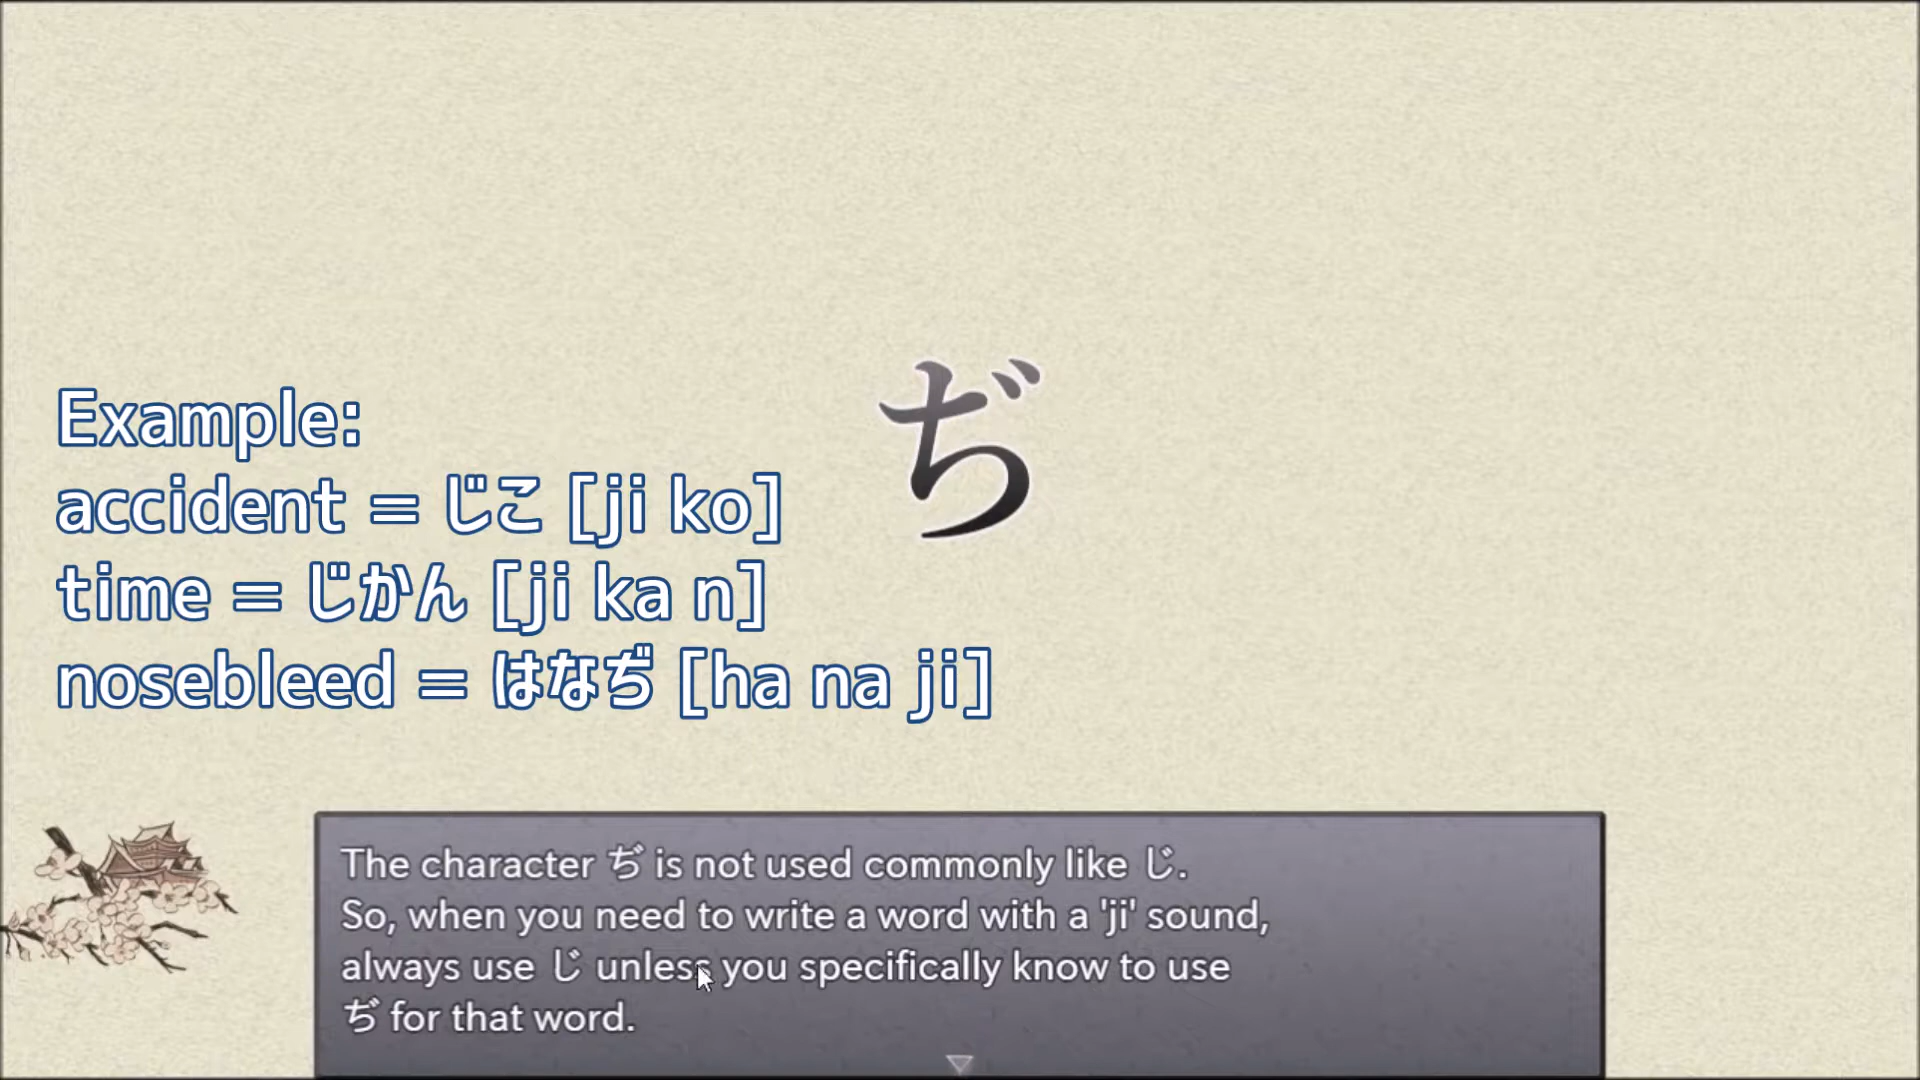 ぢ
Example:
accident = じこ [ji ko]
time = じかん [ji ka n]
nosebleed = はなぢ [ha na ji]
The character ぢ is not used commonly like じ.
So, when you need to write a word with a 'ji' sound,
always use じ unless you specifically know to use
ぢ for that word.